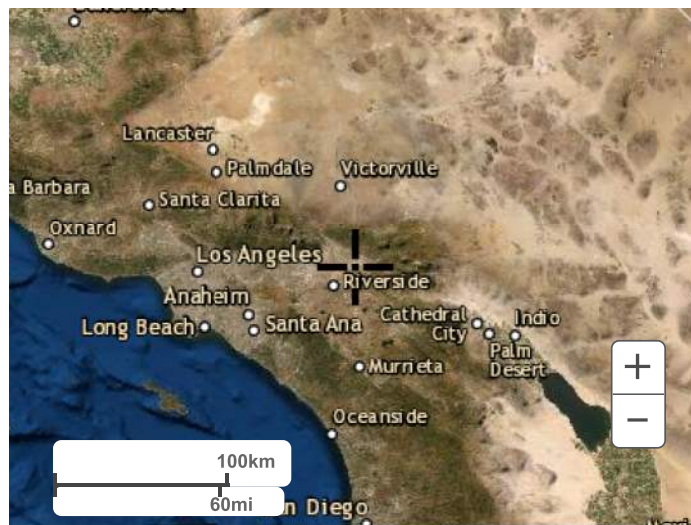 Lancaster
Palmdale
Victorville
a Barbara
Santa Clarita
Oxnard
Los Angeles
Riverside
Anaheim
Cathedral
City
Indio
Long Beach
Santa Ana
Palm
Desert
Murrieta
+
−
Oceanside
100km
60mi
n Diego